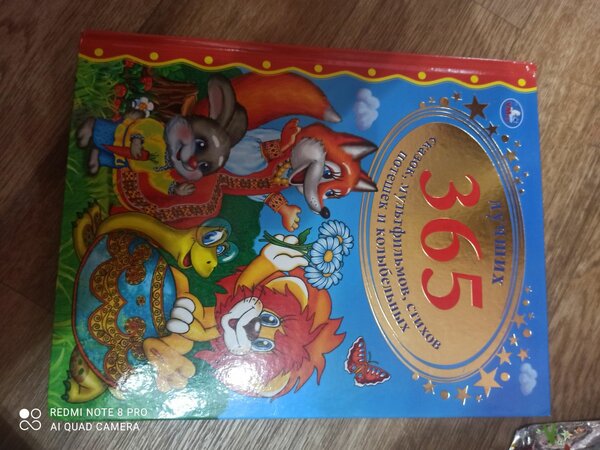 365
ЛУЧШИХ
сказок, мультфильмов, стихов
потешек и колыбельных
REDMI NOTE 8 PRO
AI QUAD CAMERA